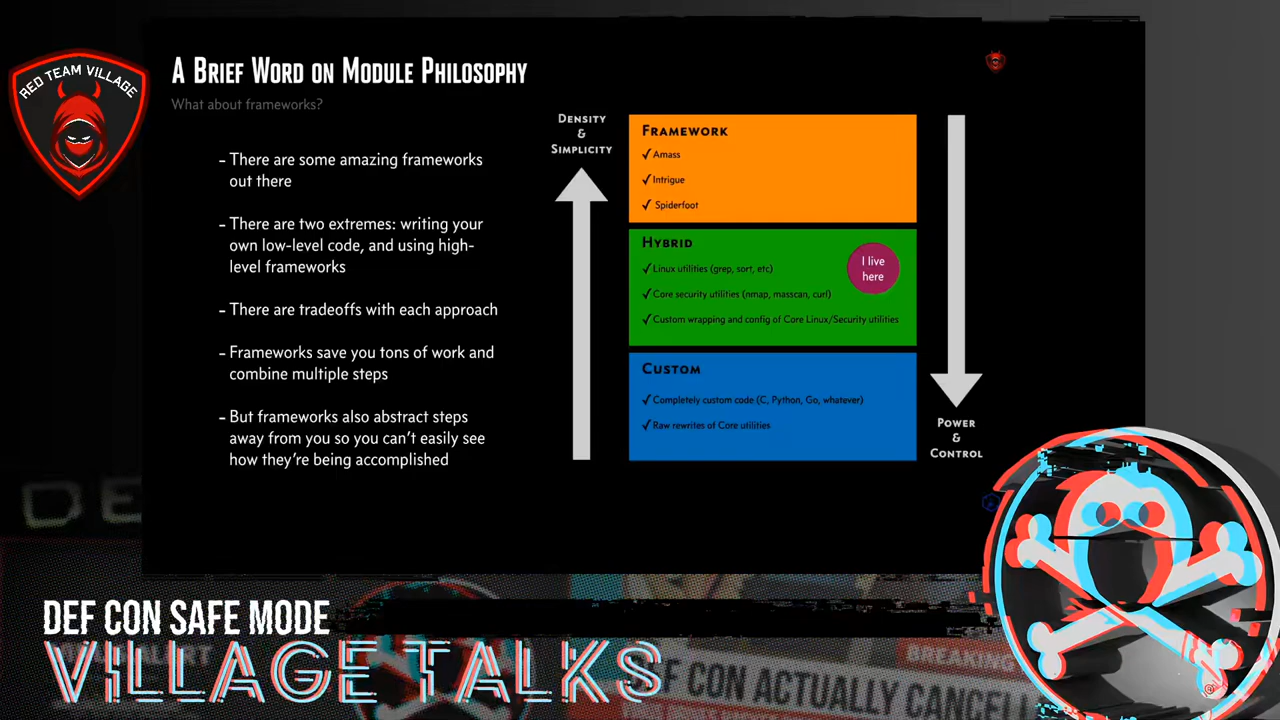 RED TEAM VILLAGE
A Brief Word on Module Philosophy
What about frameworks?
– There are some amazing frameworks
out there
– There are two extremes: writing your
own low-level code, and using high-
level frameworks
– There are tradeoffs with each approach
– Frameworks save you tons of work and
combine multiple steps
– But frameworks also abstract steps
away from you so you can't easily see
how they're being accomplished
Density
&
Simplicity
Framework
✓ Amass
✓ Intrigue
✓ Spiderfoot
Hybrid
✓ Linux utilities (grep, sort, etc)
✓ Core security utilities (nmap, masscan, curl)
✓ Custom wrapping and config of Core Linux/Security utilities
I live
here
Custom
✓ Completely custom code (C, Python, Go, whatever)
✓ Raw rewrites of Core utilities
Power
&
Control
DE
DEF CON SAFE MODE
VILLAGE TALKS
BREAKING
DEF CON ACTUALLY CANCEL